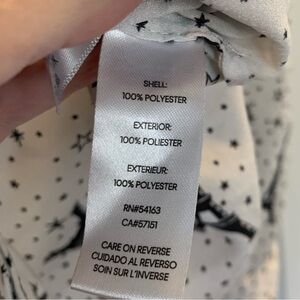 SHELL:
100% POLYESTER
EXTERIOR:
100% POLIESTER
EXTERIEUR:
100% POLYESTER
RN#54163
CA#57151
CARE ON REVERSE
CUIDADO AL REVERSO
SOIN SUR L'INVERSE